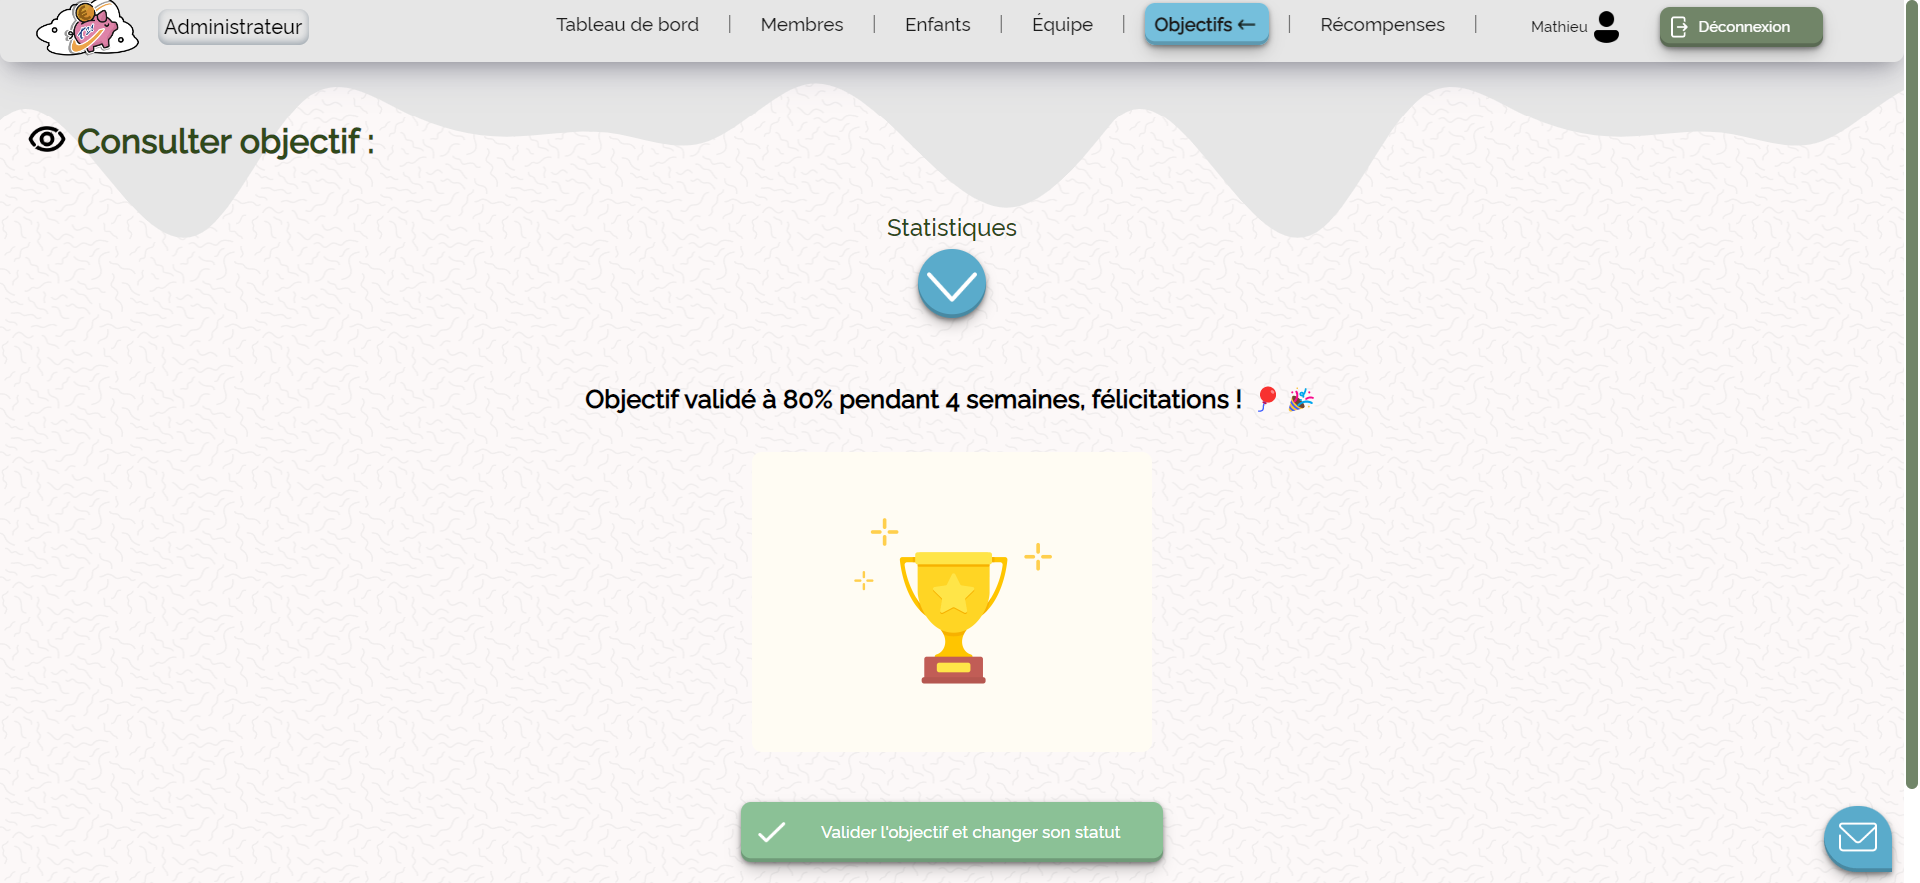 Administrateur
Tableau de bord | Membres | Enfants | Équipe | Objectifs ← | Récompenses |
Mathieu
Déconnexion
Consulter objectif :
Statistiques
Objectif validé à 80% pendant 4 semaines, félicitations ! 🎈 🎉
Valider l'objectif et changer son statut